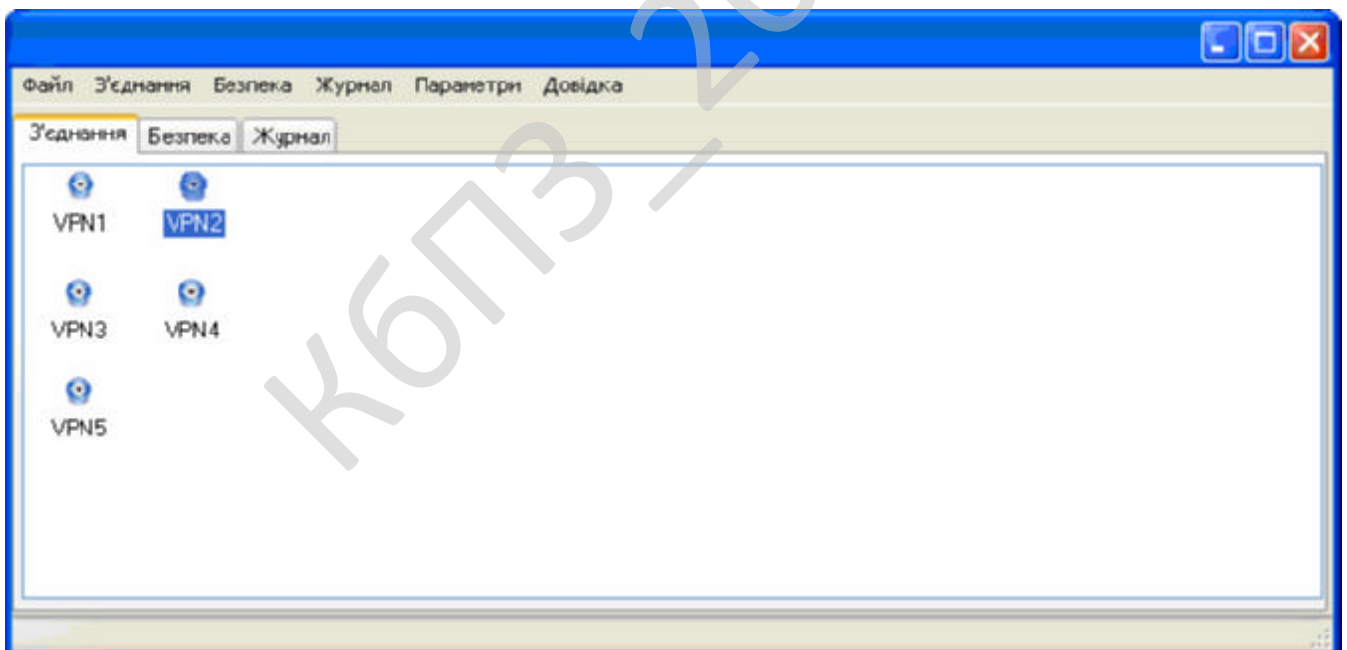 Файл З'єднання Безпека Журнал Параметри Довідка
З'єднання Безпека Журнал
VPN1 VPN2
VPN3 VPN4
VPN5
КбПЗ_20